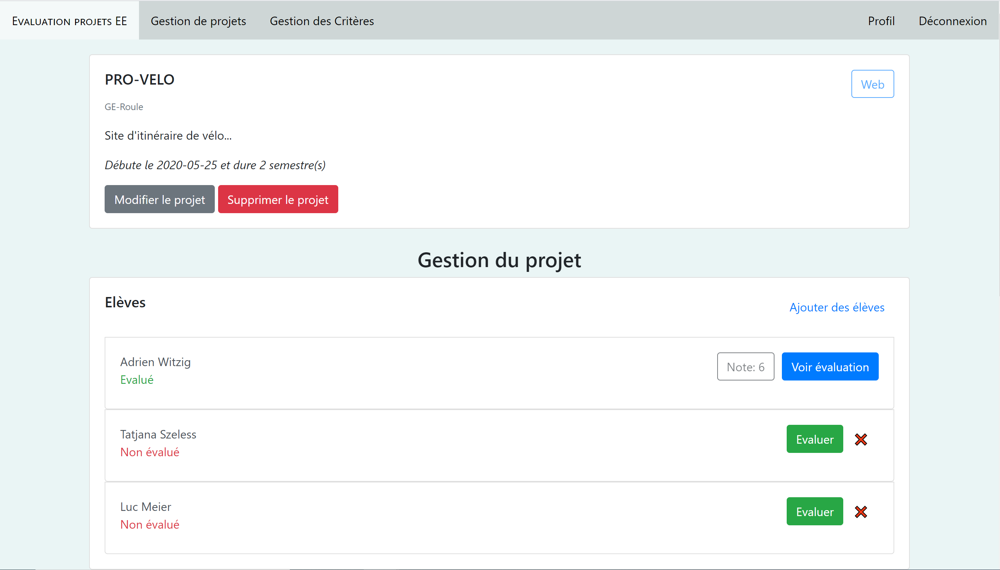 EVALUATION PROJETS EE Gestion de projets Gestion des Critères Profil Déconnexion
PRO-VELO Web
GE-Roule
Site d'itinéraire de vélo...
Débute le 2020-05-25 et dure 2 semestre(s)
Modifier le projet Supprimer le projet
Gestion du projet
Elèves Ajouter des élèves
Adrien Witzig Note: 6 Voir évaluation
Evalué
Tatjana Szeless Evaluer
Non évalué
Luc Meier Evaluer
Non évalué